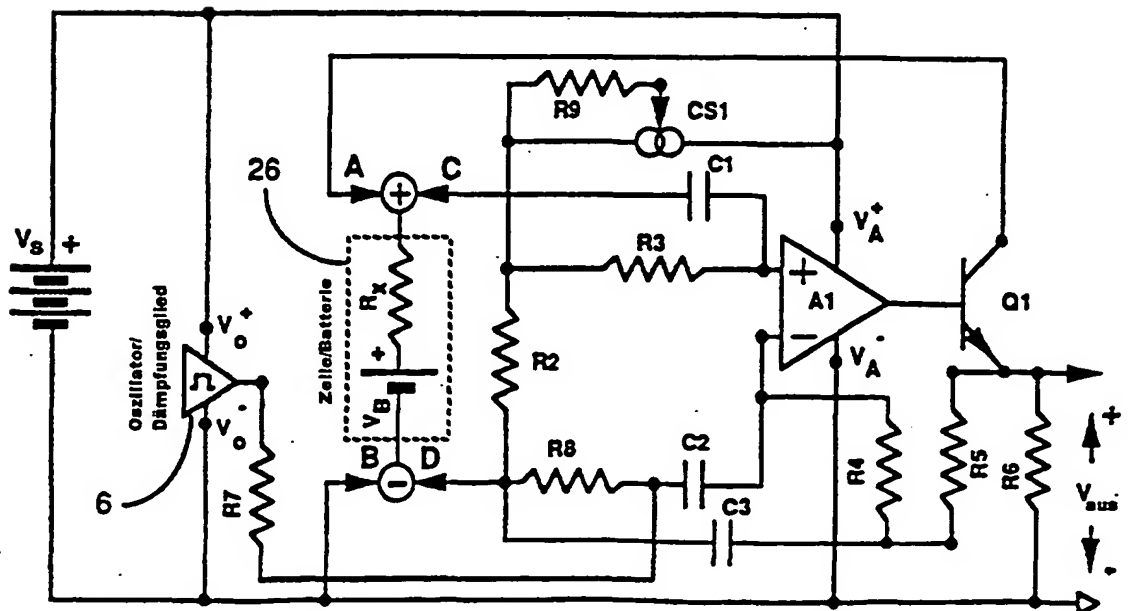 R9
CS1
26
A
C
C1
V_A^+
V_S +
R3
+
A1
Q1
Zelle/Batterie
R_X
Oszillator/
Dämpfungsglied
V_o^+
+
R2
−
V_A^-
V_o^-
V_B
B
D
R8
C2
R4
R5
R6
+
V_aus
-
6
R7
−
C3